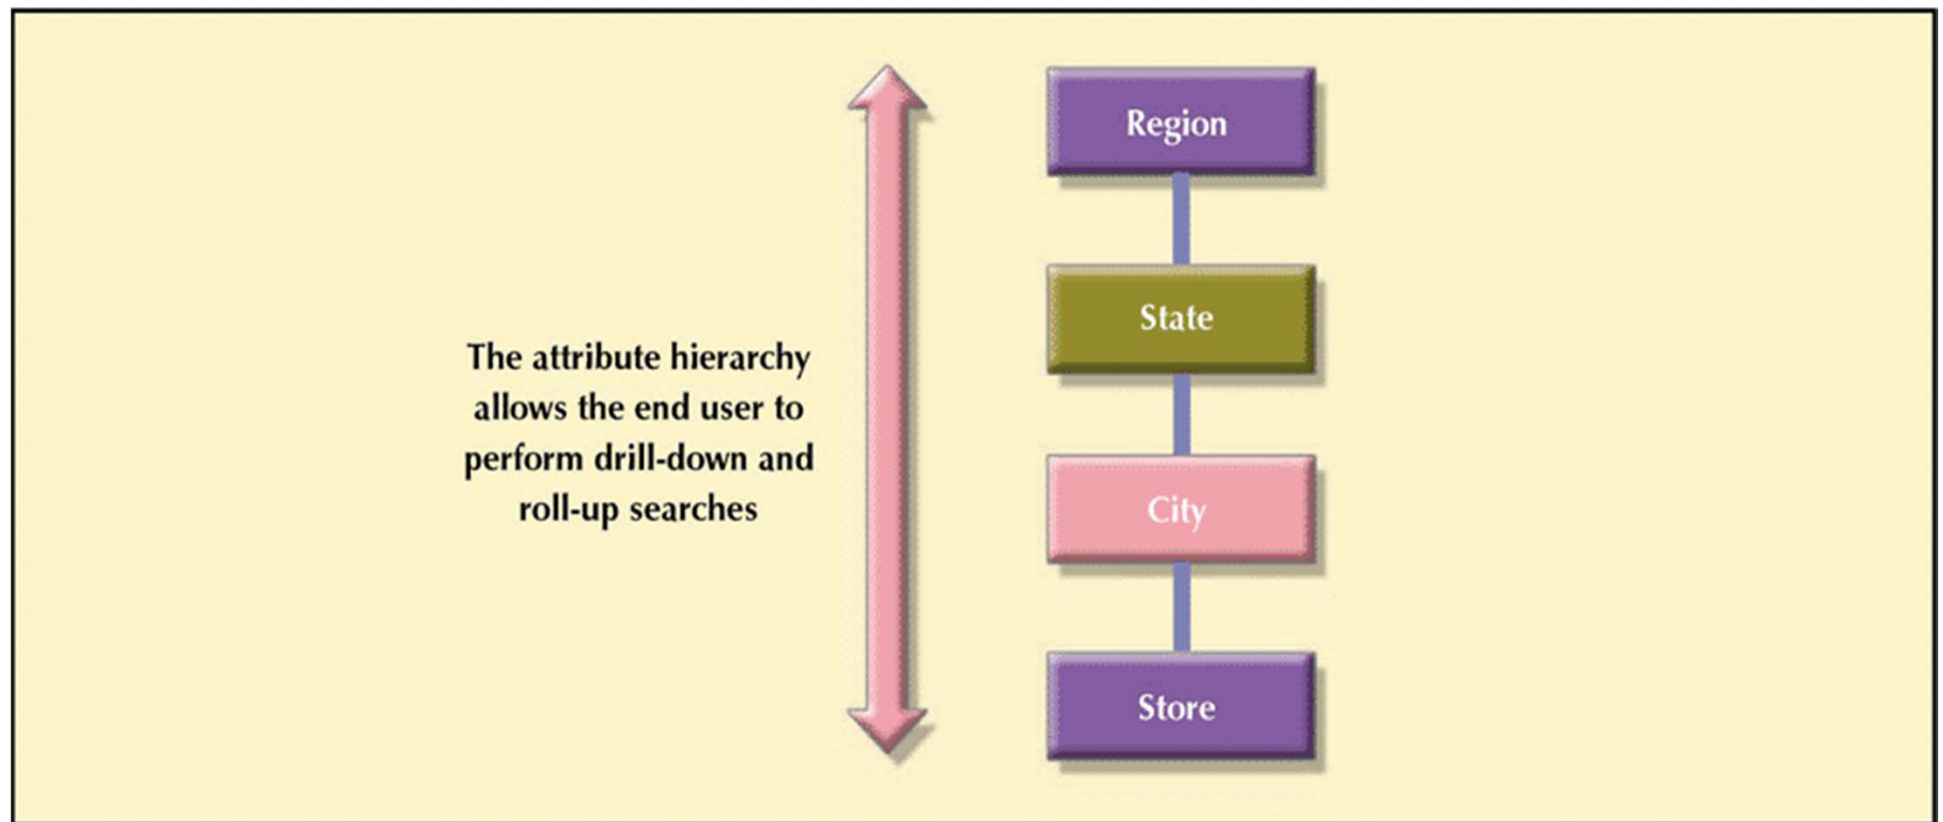 The attribute hierarchy
allows the end user to
perform drill-down and
roll-up searches
Region
State
City
Store